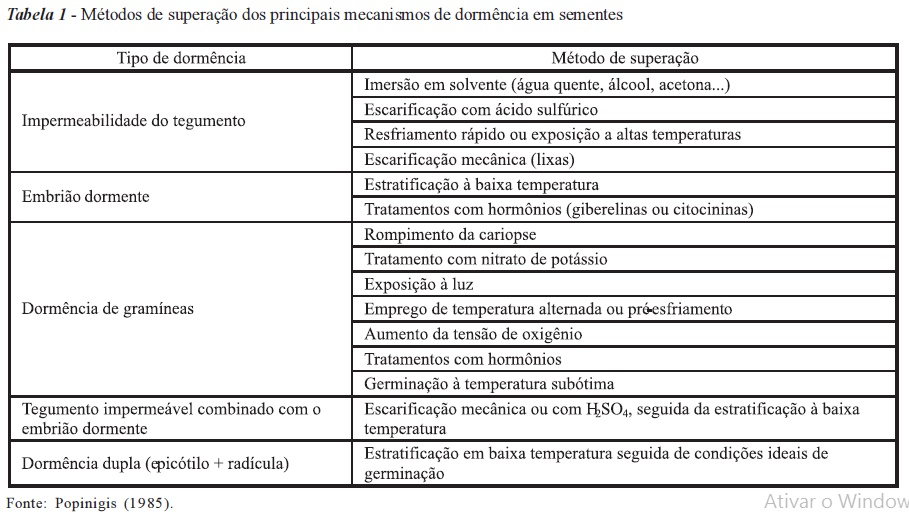 Tabela 1 - Métodos de superação dos principais mecanismos de dormência em sementes
Tipo de dormência
Método de superação
Impermeabilidade do tegumento
Imersão em solvente (água quente, álcool, acetona...)
Escarificação com ácido sulfúrico
Resfriamento rápido ou exposição a altas temperaturas
Escarificação mecânica (lixas)
Embrião dormente
Estratificação à baixa temperatura
Tratamentos com hormônios (giberelinas ou citocininas)
Dormência de gramíneas
Rompimento da cariopse
Tratamento com nitrato de potássio
Exposição à luz
Emprego de temperatura alternada ou pré-esfriamento
Aumento da tensão de oxigênio
Tratamentos com hormônios
Germinação à temperatura subótima
Tegumento impermeável combinado com o
embrião dormente
Escarificação mecânica ou com H₂SO₄, seguida da estratificação à baixa
temperatura
Dormência dupla (epicótilo + radícula)
Estratificação em baixa temperatura seguida de condições ideais de
germinação
Fonte: Popinigis (1985).
Ativar o Window